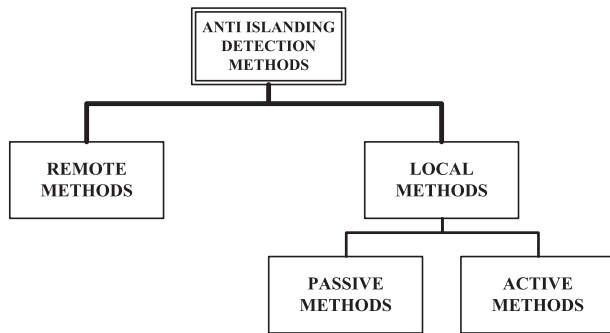 ANTI ISLANDING
DETECTION
METHODS
REMOTE
METHODS
LOCAL
METHODS
PASSIVE
METHODS
ACTIVE
METHODS